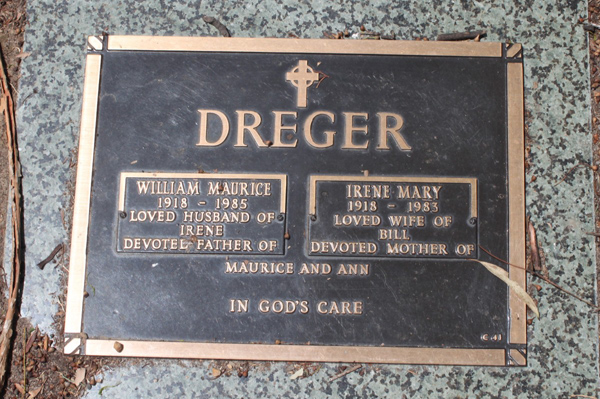 DREGER
WILLIAM MAURICE
1918 - 1985
LOVED HUSBAND OF
IRENE
DEVOTED FATHER OF
IRENE MARY
1918 - 1983
LOVED WIFE OF
BILL
DEVOTED MOTHER OF
MAURICE AND ANN
IN GOD'S CARE